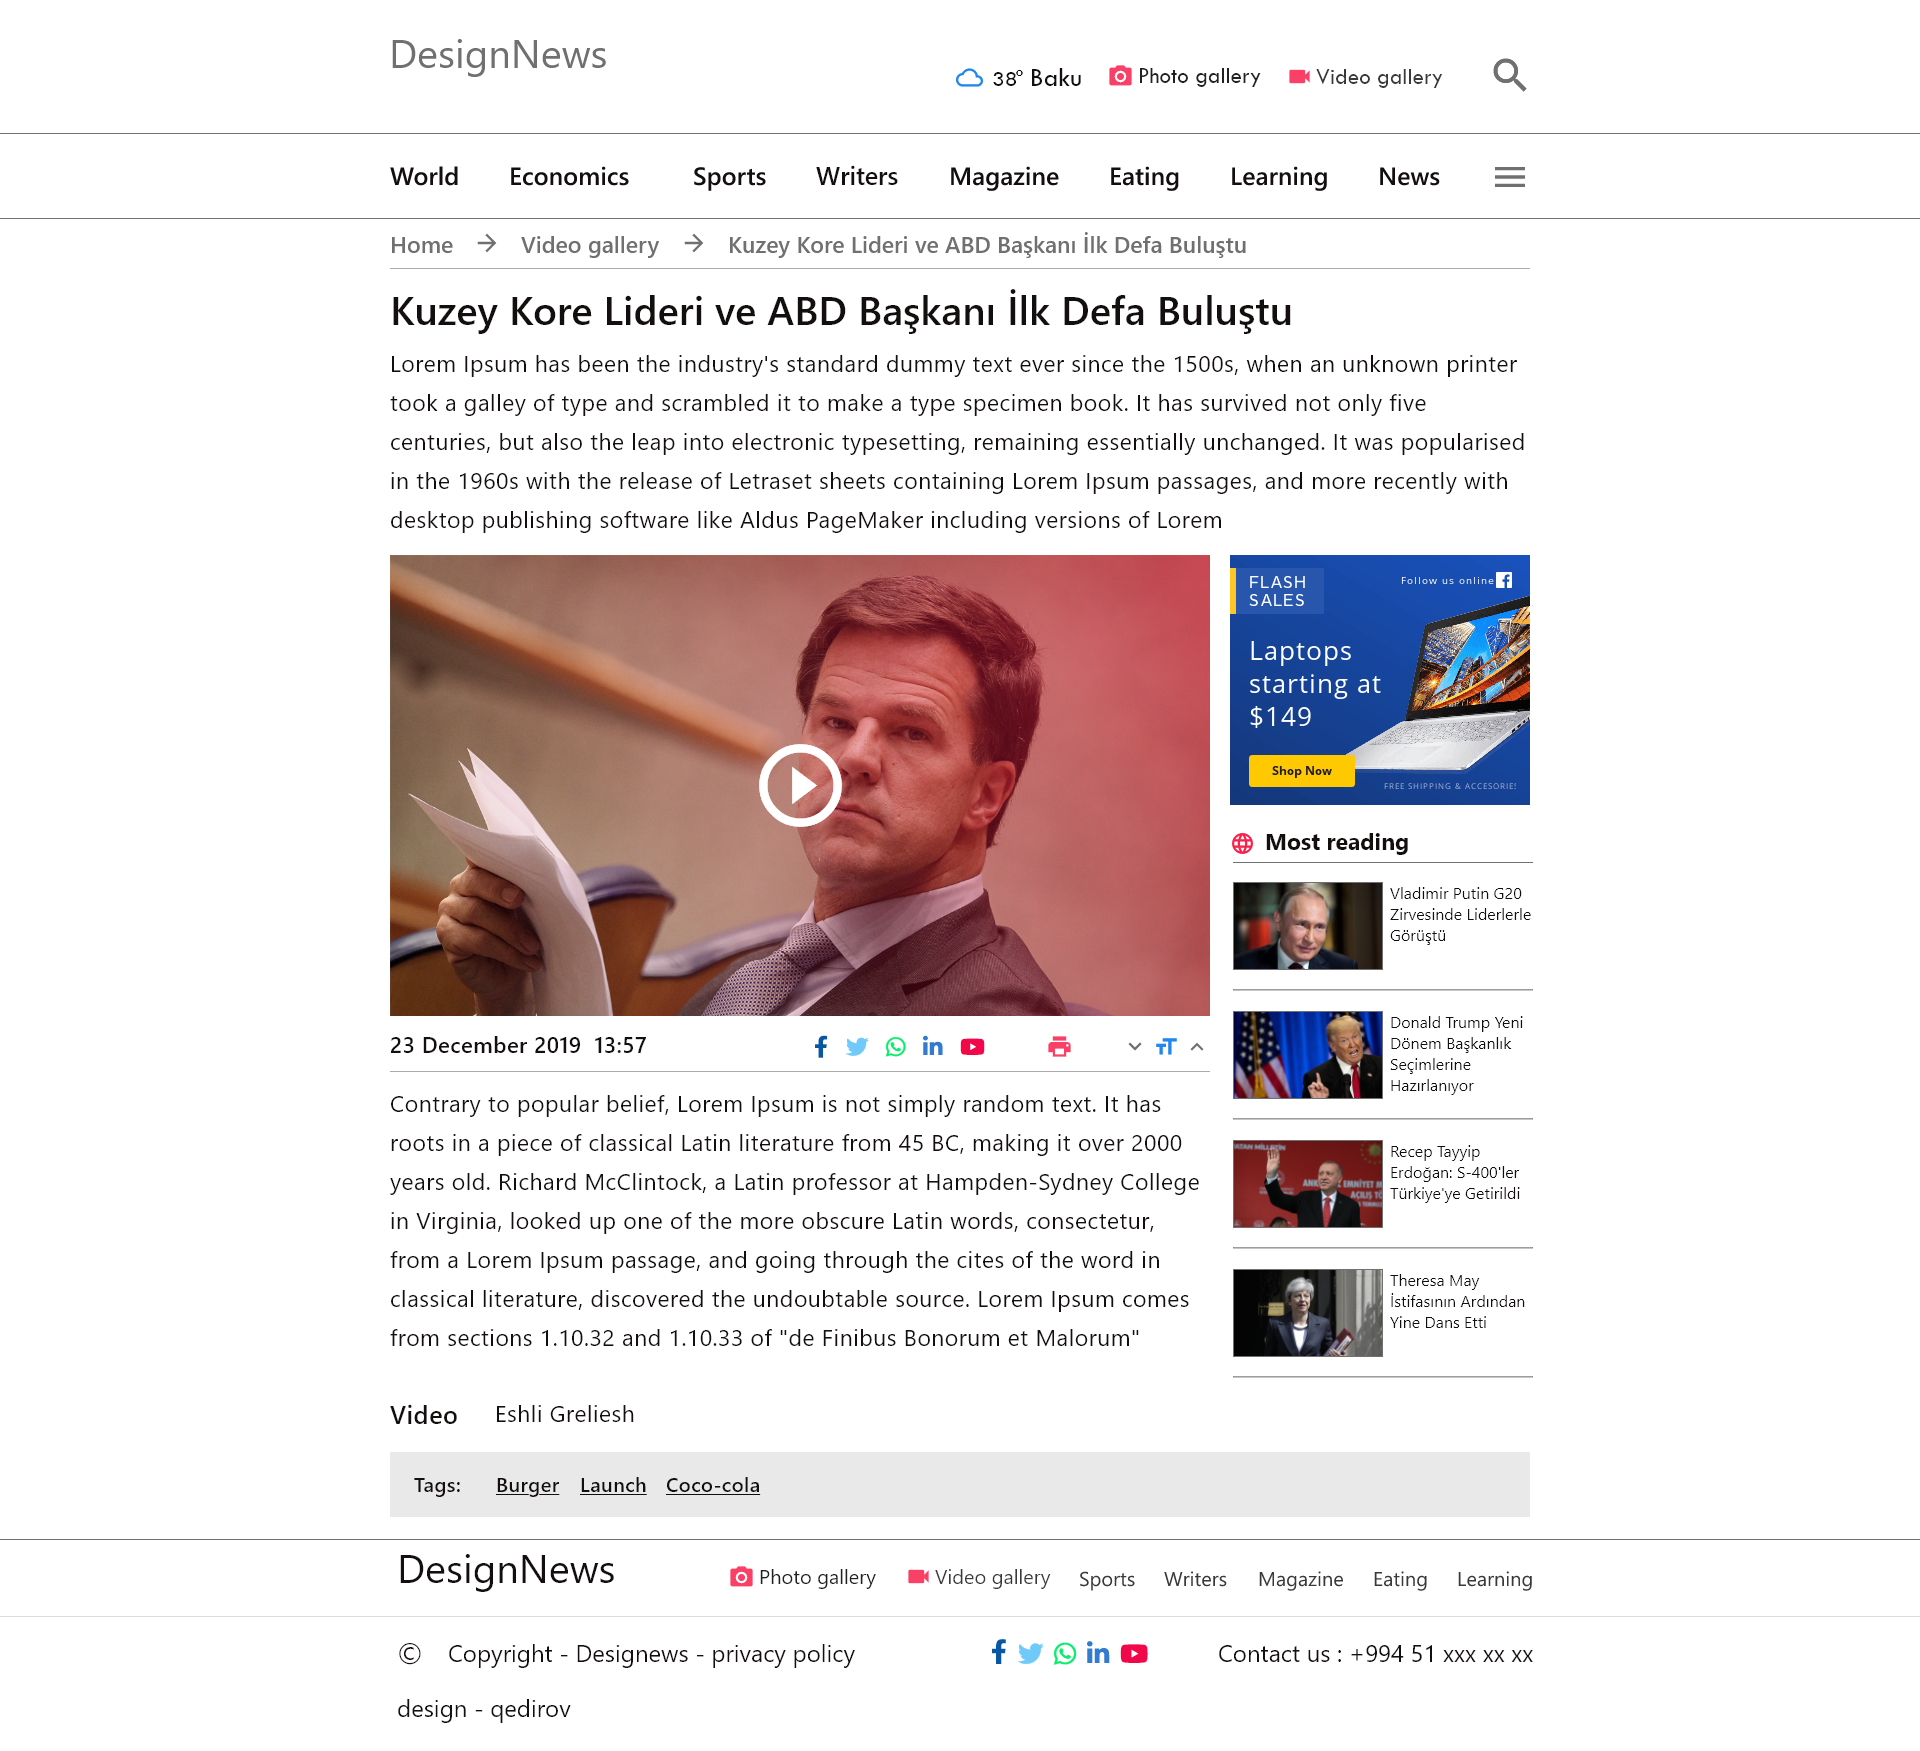 DesignNews
38° Baku
Photo gallery
Video gallery
World
Economics
Sports
Writers
Magazine
Eating
Learning
News
Home
Video gallery
Kuzey Kore Lideri ve ABD Başkanı İlk Defa Buluştu
Kuzey Kore Lideri ve ABD Başkanı İlk Defa Buluştu
Lorem Ipsum has been the industry's standard dummy text ever since the 1500s, when an unknown printer
took a galley of type and scrambled it to make a type specimen book. It has survived not only five
centuries, but also the leap into electronic typesetting, remaining essentially unchanged. It was popularised
in the 1960s with the release of Letraset sheets containing Lorem Ipsum passages, and more recently with
desktop publishing software like Aldus PageMaker including versions of Lorem
FLASH
SALES
Follow us online
Laptops
starting at
$149
Shop Now
FREE SHIPPING & ACCESORIE!
23 December 2019 13:57
Contrary to popular belief, Lorem Ipsum is not simply random text. It has
roots in a piece of classical Latin literature from 45 BC, making it over 2000
years old. Richard McClintock, a Latin professor at Hampden-Sydney College
in Virginia, looked up one of the more obscure Latin words, consectetur,
from a Lorem Ipsum passage, and going through the cites of the word in
classical literature, discovered the undoubtable source. Lorem Ipsum comes
from sections 1.10.32 and 1.10.33 of "de Finibus Bonorum et Malorum"
Most reading
Vladimir Putin G20
Zirvesinde Liderlerle
Görüştü
Donald Trump Yeni
Dönem Başkanlık
Seçimlerine
Hazırlanıyor
Recep Tayyip
Erdoğan: S-400'ler
Türkiye'ye Getirildi
Theresa May
İstifasının Ardından
Yine Dans Etti
Video
Eshli Greliesh
Tags:
Burger
Launch
Coco-cola
DesignNews
Photo gallery
Video gallery
Sports
Writers
Magazine
Eating
Learning
© Copyright - Designews - privacy policy
Contact us : +994 51 xxx xx xx
design - qedirov